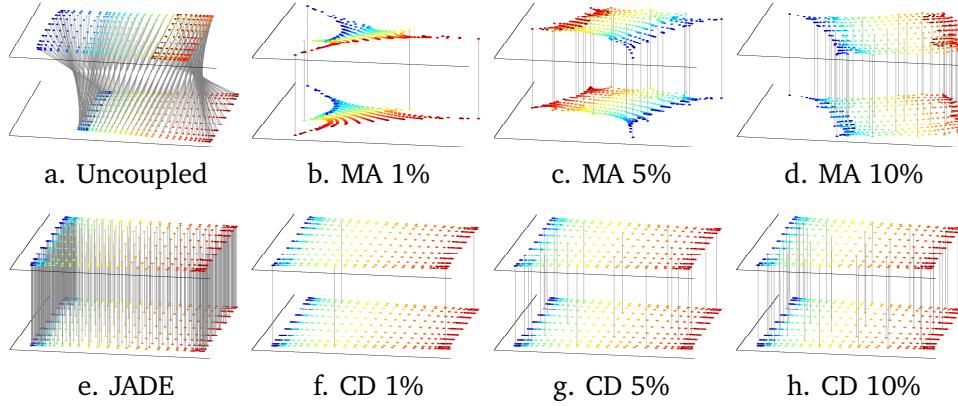 a. Uncoupled
b. MA 1%
c. MA 5%
d. MA 10%
e. JADE
f. CD 1%
g. CD 5%
h. CD 10%